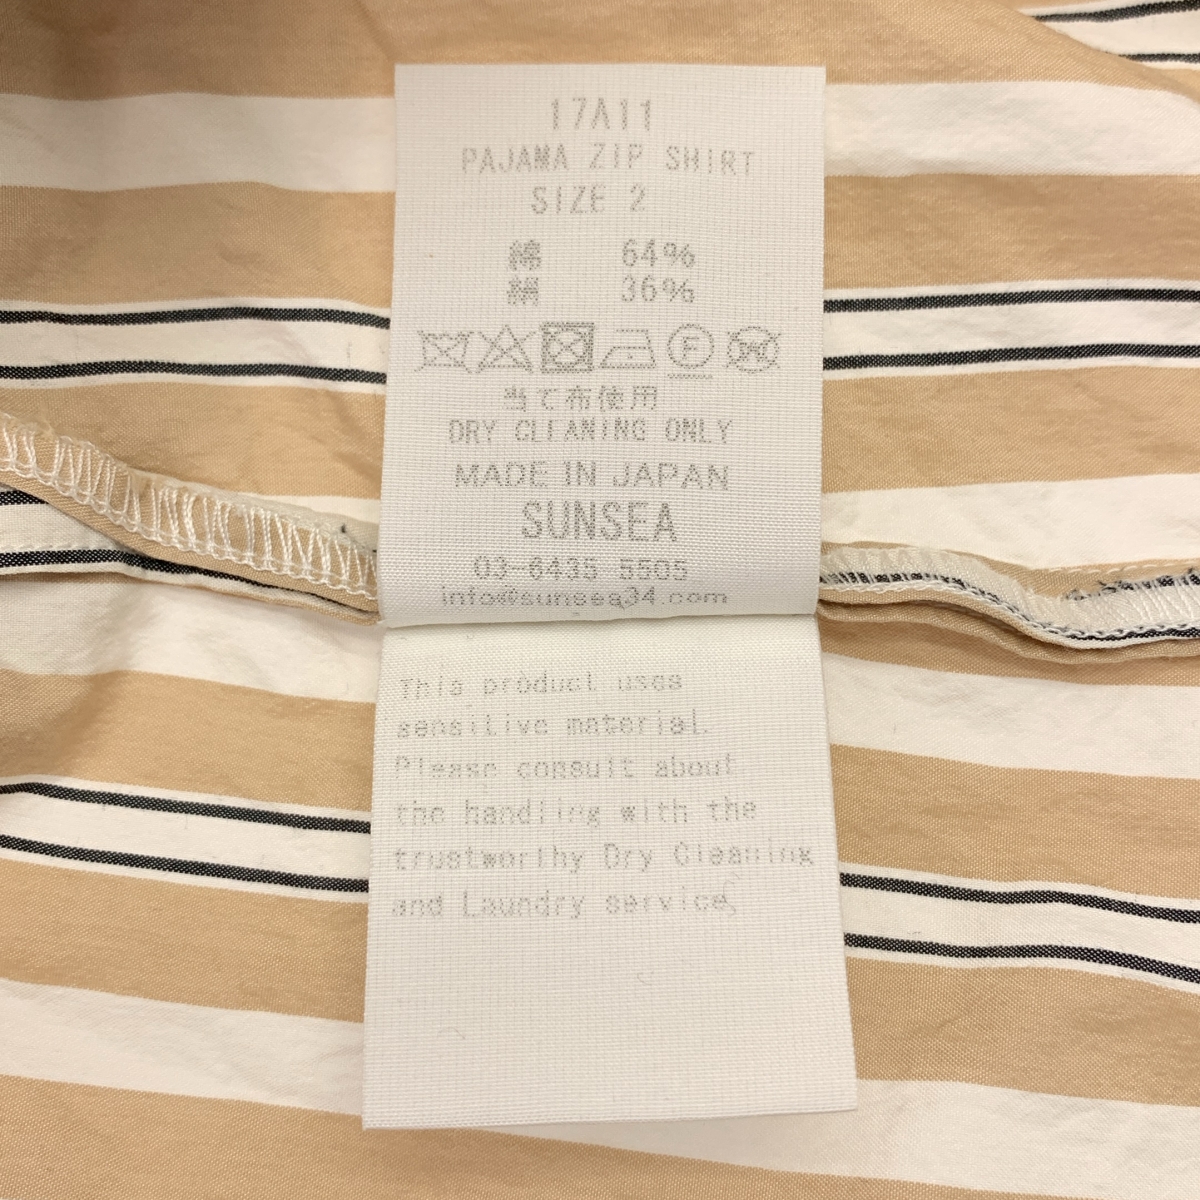 17A11
PAJAMA ZIP SHIRT
SIZE 2
綿 64%
絹 36%
F W
当て布使用
DRY CLEANING ONLY
MADE IN JAPAN
SUNSEA
03-6435 5505
info@sunsea34.com
This product uses
sensitive material.
Please consult about
the handling with the
trustworthy Dry Cleaning
and Laundry services